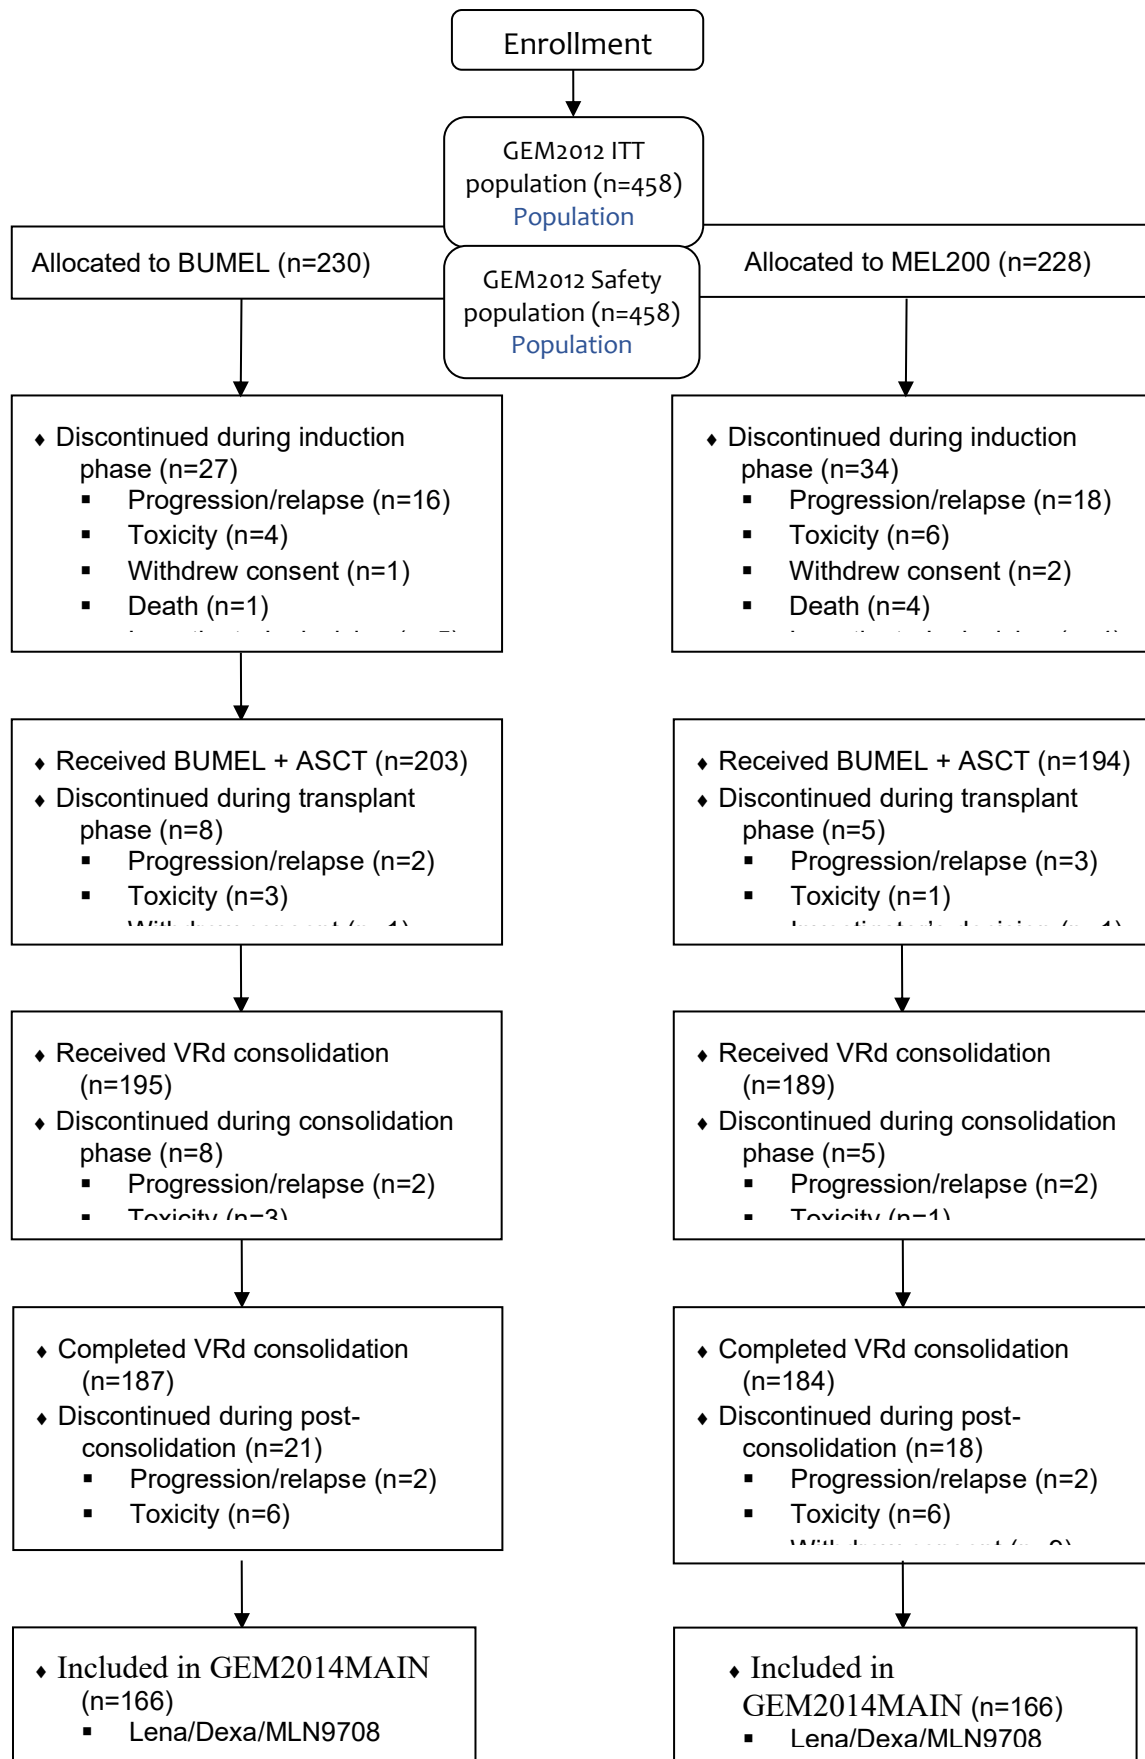 Enrollment
GEM2012 ITT
population (n=458)
Population
Allocated to BUMEL (n=230)
GEM2012 Safety
population (n=458)
Population
Allocated to MEL200 (n=228)
⬧ Discontinued during induction
phase (n=27)
▪ Progression/relapse (n=16)
▪ Toxicity (n=4)
▪ Withdrew consent (n=1)
▪ Death (n=1)
⬧ Discontinued during induction
phase (n=34)
▪ Progression/relapse (n=18)
▪ Toxicity (n=6)
▪ Withdrew consent (n=2)
▪ Death (n=4)
⬧ Received BUMEL + ASCT (n=203)
⬧ Discontinued during transplant
phase (n=8)
▪ Progression/relapse (n=2)
▪ Toxicity (n=3)
⬧ Received BUMEL + ASCT (n=194)
⬧ Discontinued during transplant
phase (n=5)
▪ Progression/relapse (n=3)
▪ Toxicity (n=1)
⬧ Received VRd consolidation
(n=195)
⬧ Discontinued during consolidation
phase (n=8)
▪ Progression/relapse (n=2)
▪ Toxicity (n=3)
⬧ Received VRd consolidation
(n=189)
⬧ Discontinued during consolidation
phase (n=5)
▪ Progression/relapse (n=2)
▪ Toxicity (n=1)
⬧ Completed VRd consolidation
(n=187)
⬧ Discontinued during post-
consolidation (n=21)
▪ Progression/relapse (n=2)
▪ Toxicity (n=6)
⬧ Completed VRd consolidation
(n=184)
⬧ Discontinued during post-
consolidation (n=18)
▪ Progression/relapse (n=2)
▪ Toxicity (n=6)
⬧ Included in GEM2014MAIN
(n=166)
▪ Lena/Dexa/MLN9708
⬧ Included in
GEM2014MAIN (n=166)
▪ Lena/Dexa/MLN9708